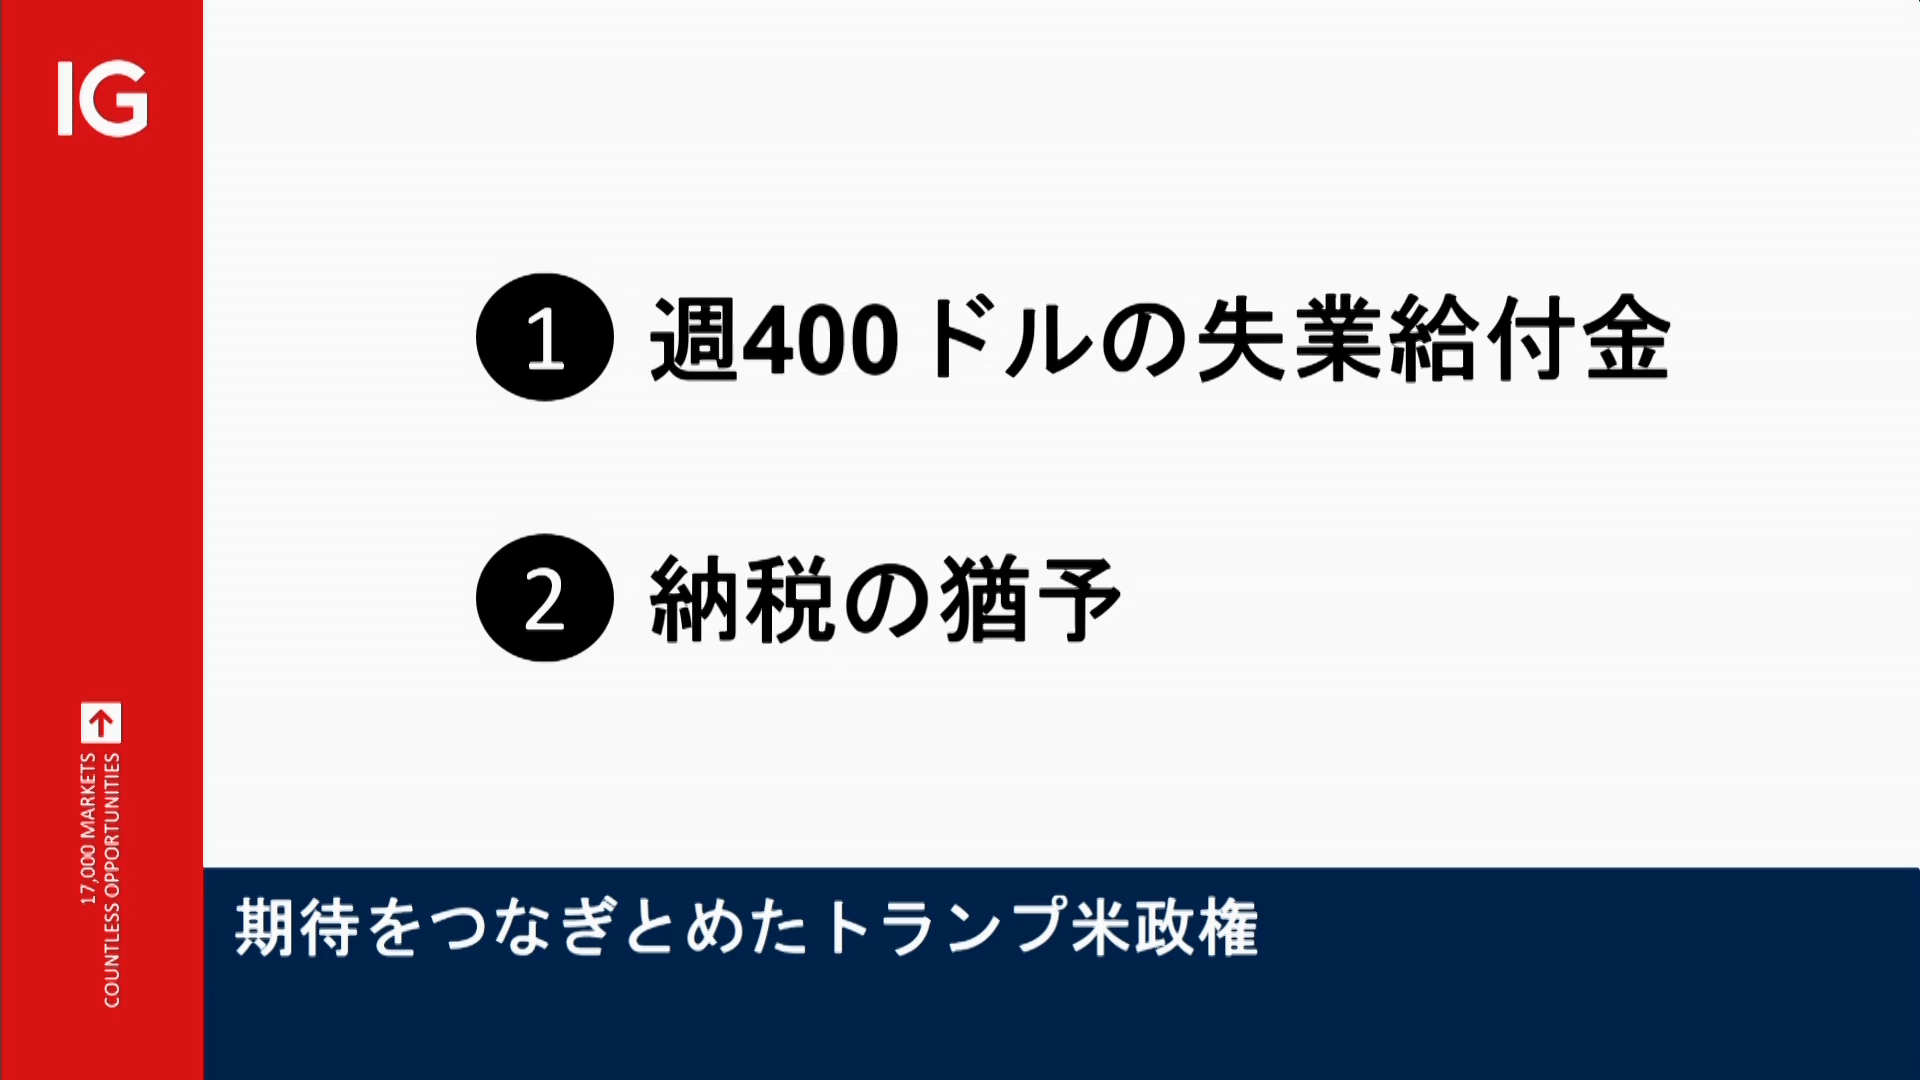 IG
1 週400ドルの失業給付金
2 納税の猶予
17,000 MARKETS
COUNTLESS OPPORTUNITIES
期待をつなぎとめたトランプ米政権